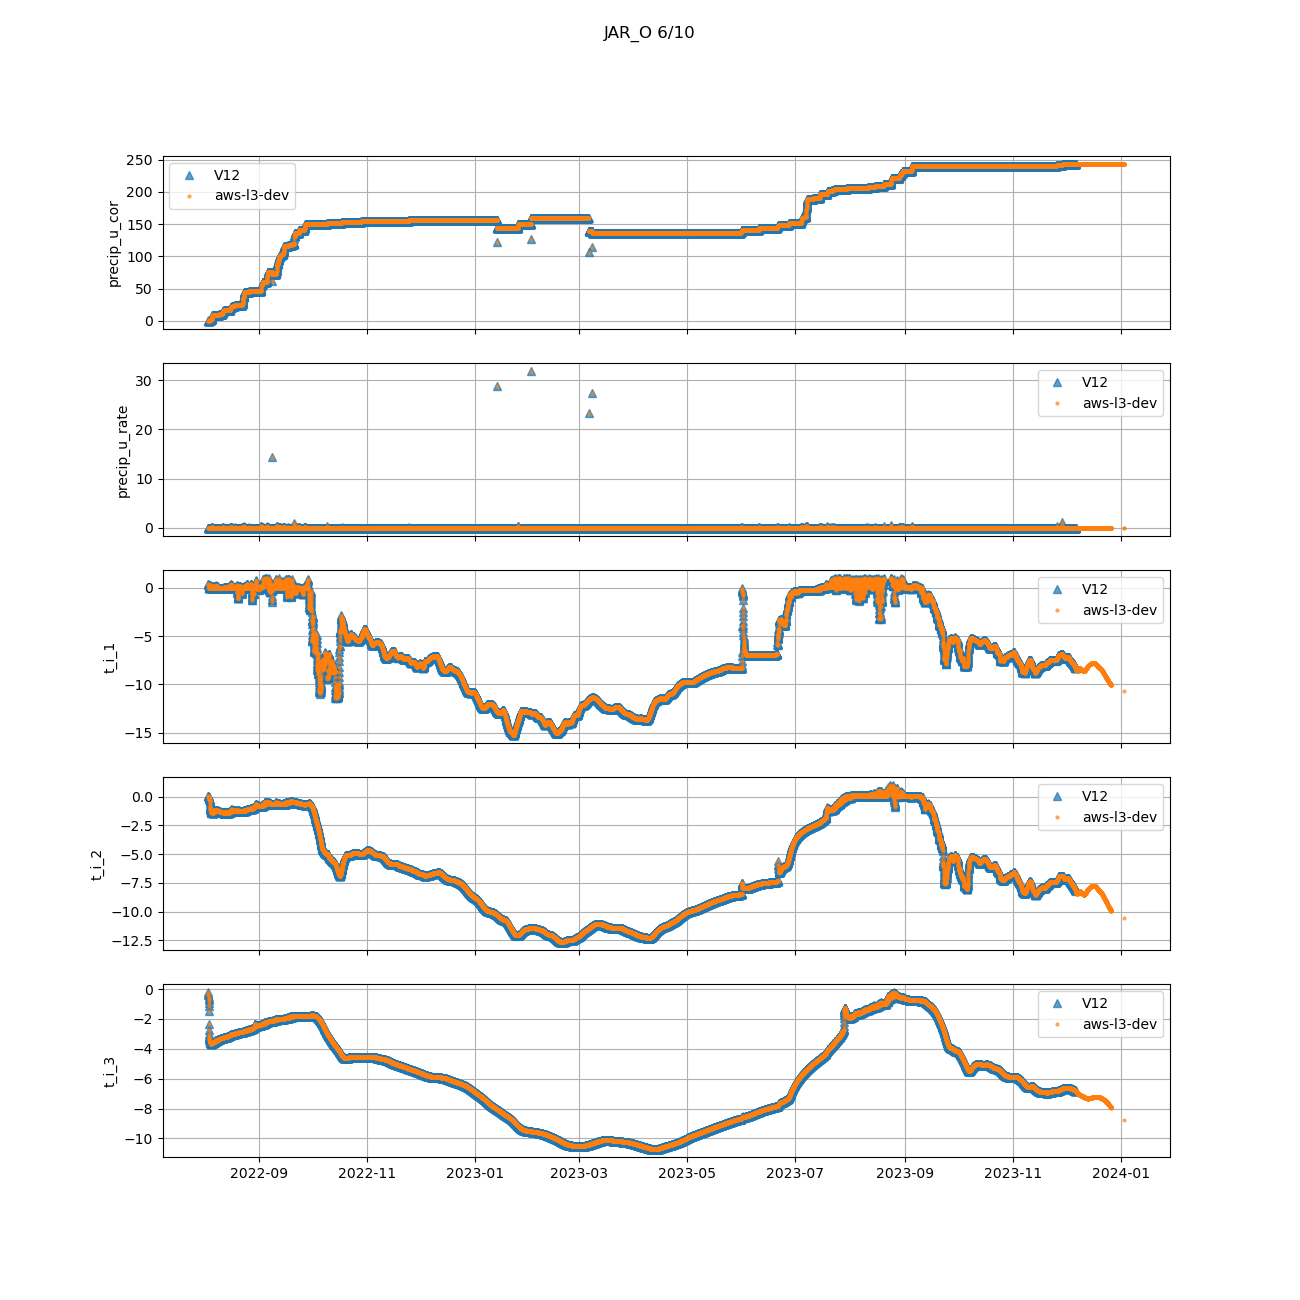 JAR_O 6/10
250
200
150
100
50
0
precip_u_cor
V12
aws-l3-dev
30
20
10
0
precip_u_rate
V12
aws-l3-dev
0
−5
−10
−15
t_i_1
V12
aws-l3-dev
0.0
−2.5
−5.0
−7.5
−10.0
−12.5
t_i_2
V12
aws-l3-dev
0
−2
−4
−6
−8
−10
t_i_3
V12
aws-l3-dev
2022-09 2022-11 2023-01 2023-03 2023-05 2023-07 2023-09 2023-11 2024-01